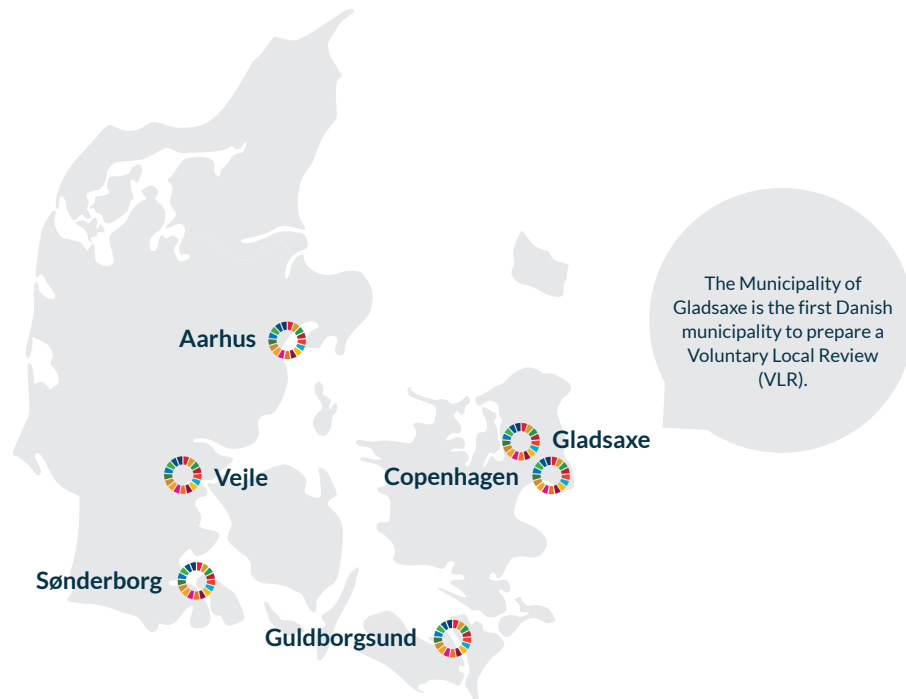 The Municipality of
Gladsaxe is the first Danish
municipality to prepare a
Voluntary Local Review
(VLR).
Aarhus
Gladsaxe
Copenhagen
Vejle
Sønderborg
Guldborgsund